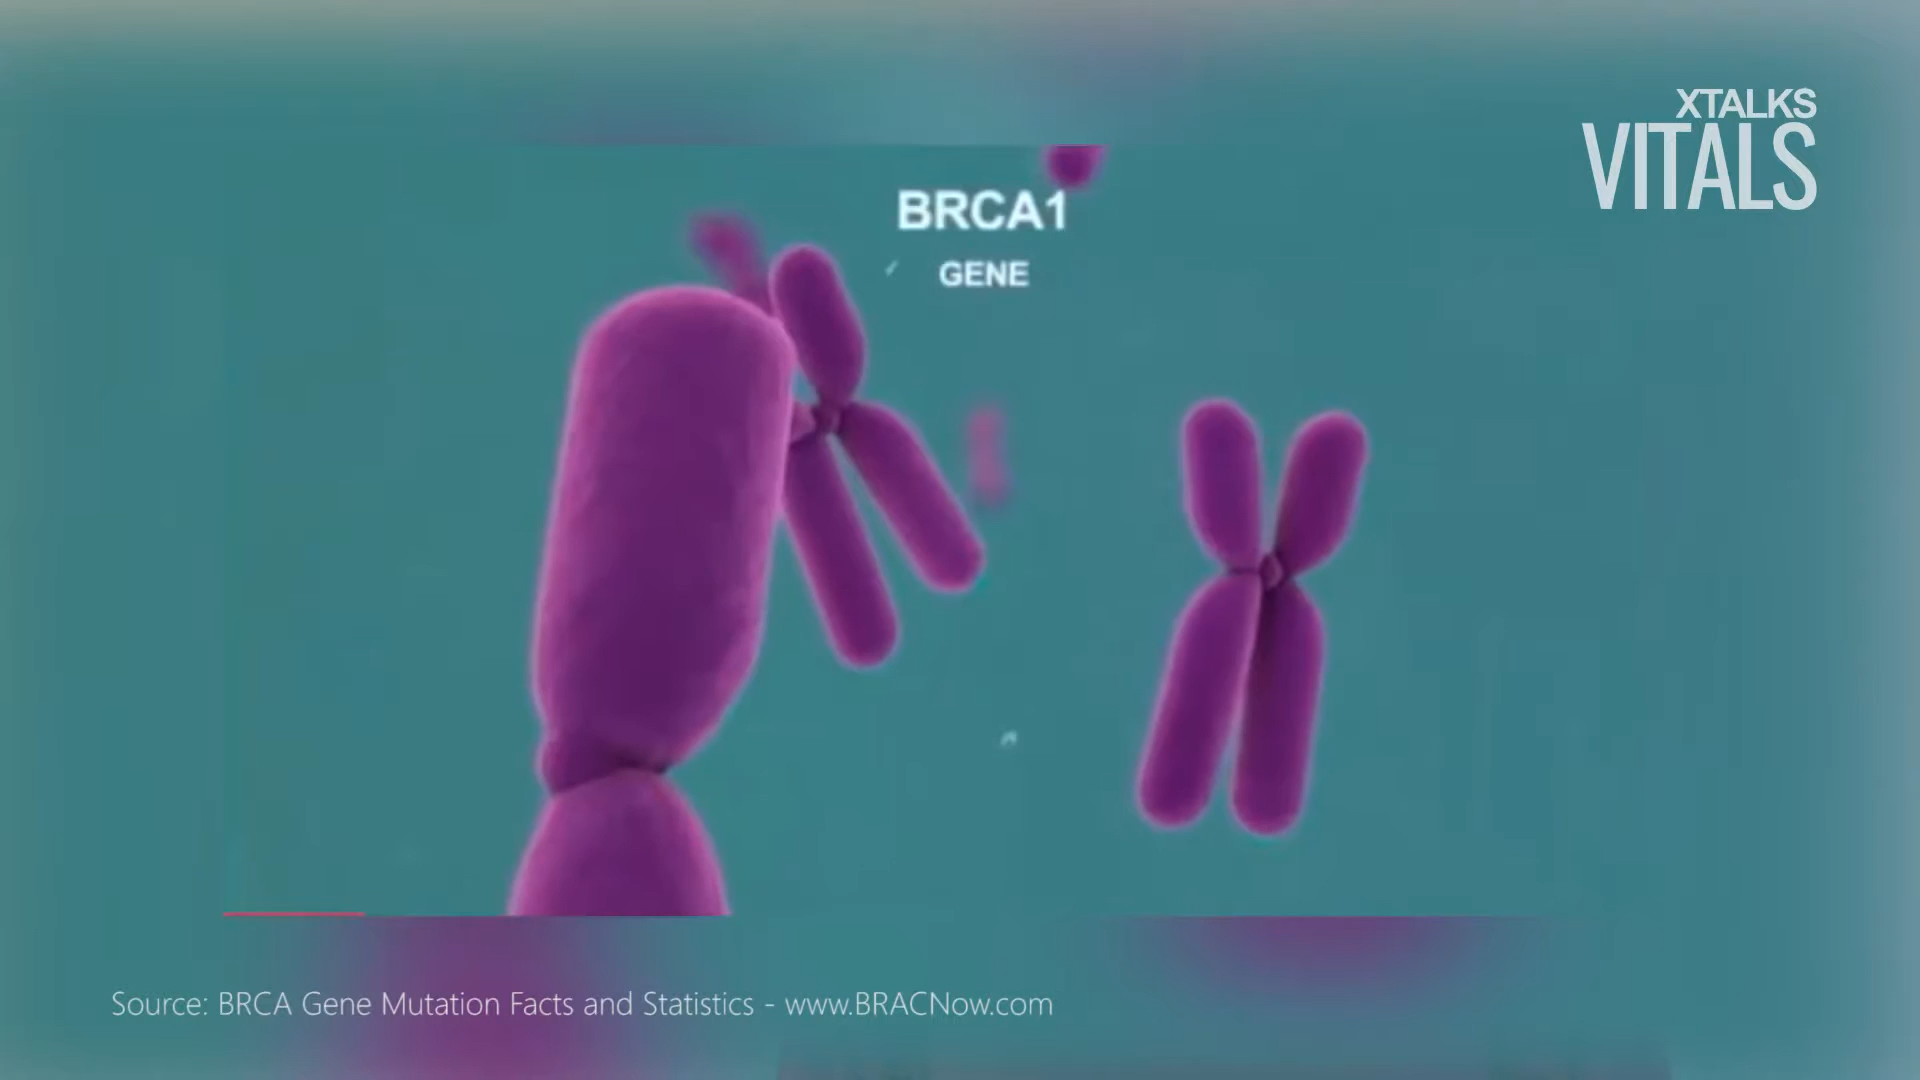 XTALKS
VITALS
BRCA1
GENE
Source: BRCA Gene Mutation Facts and Statistics - www.BRACNow.com